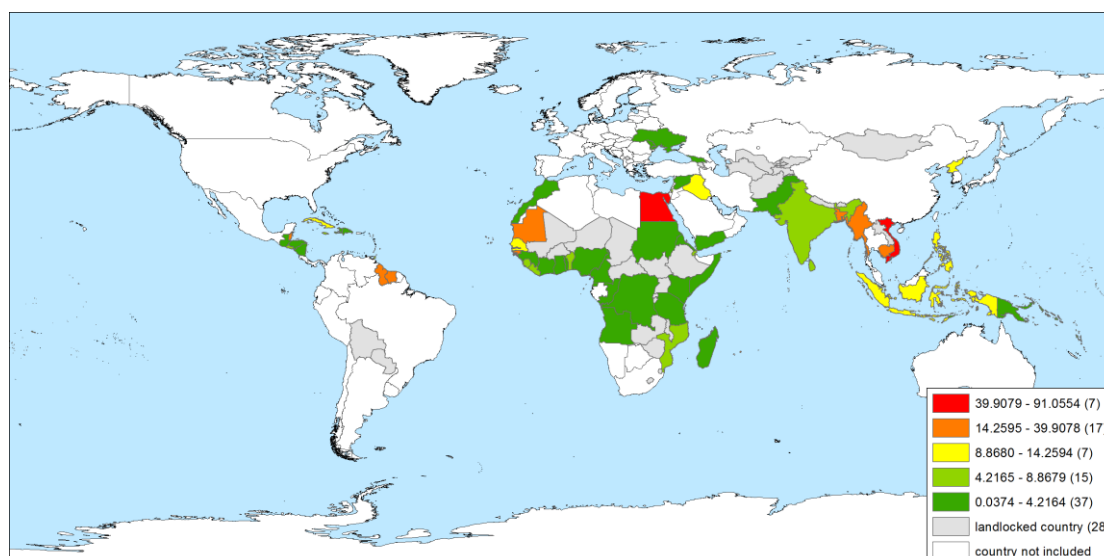 39.9079 - 91.0554 (7)
14.2595 - 39.9078 (17)
8.8680 - 14.2594 (7)
4.2165 - 8.8679 (15)
0.0374 - 4.2164 (37)
landlocked country (28
country not included